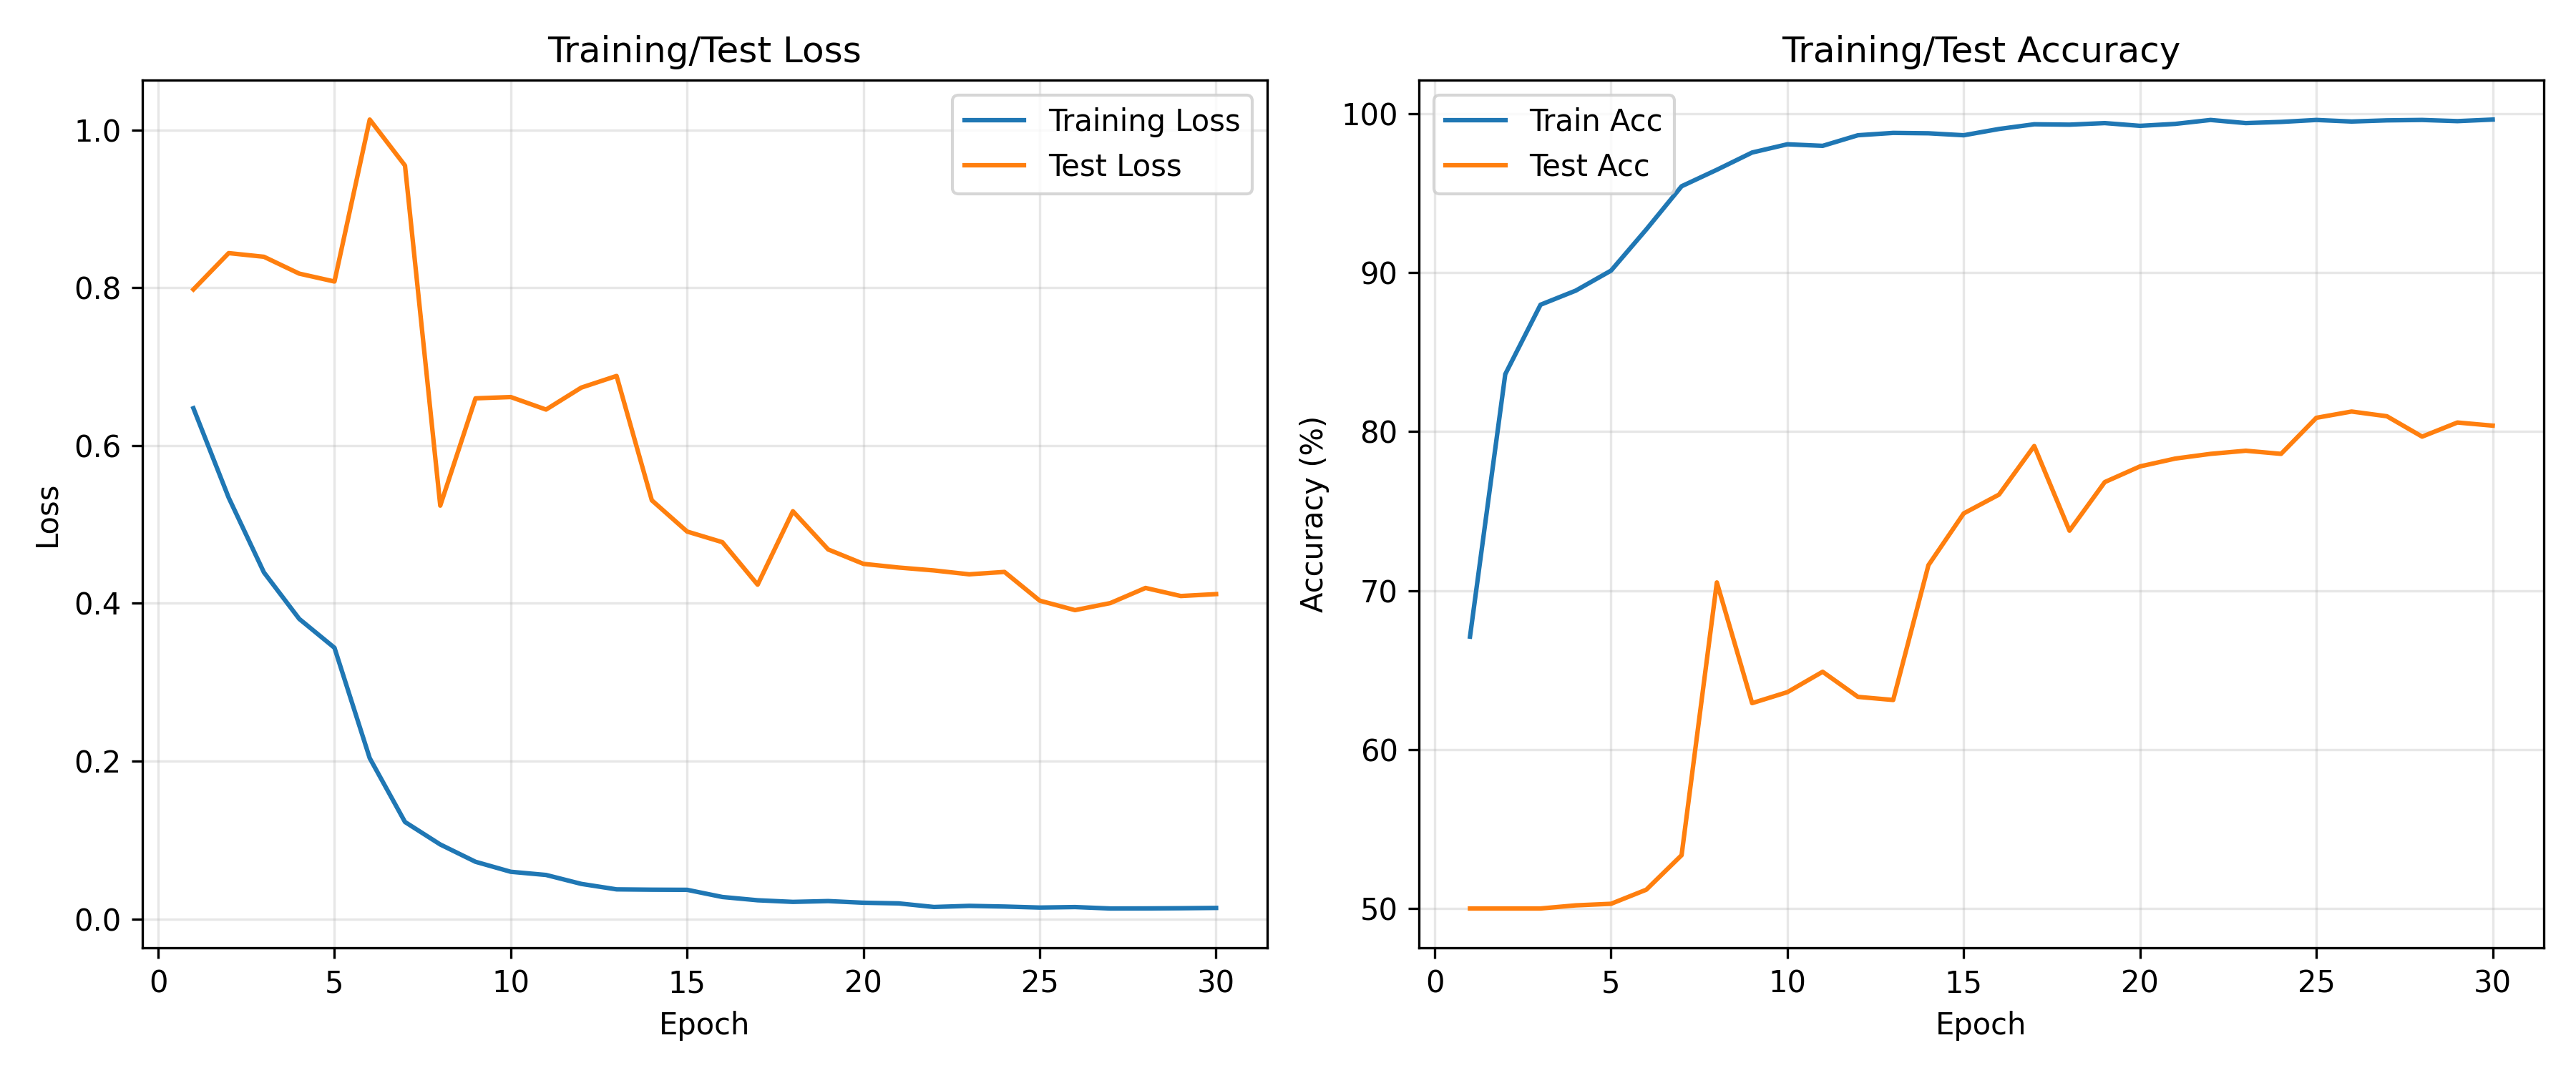 Training/Test Loss
Training Loss
Test Loss
Loss
1.0
0.8
0.6
0.4
0.2
0.0
0 5 10 15 20 25 30
Epoch
Training/Test Accuracy
Train Acc
Test Acc
Accuracy (%)
100
90
80
70
60
50
0 5 10 15 20 25 30
Epoch